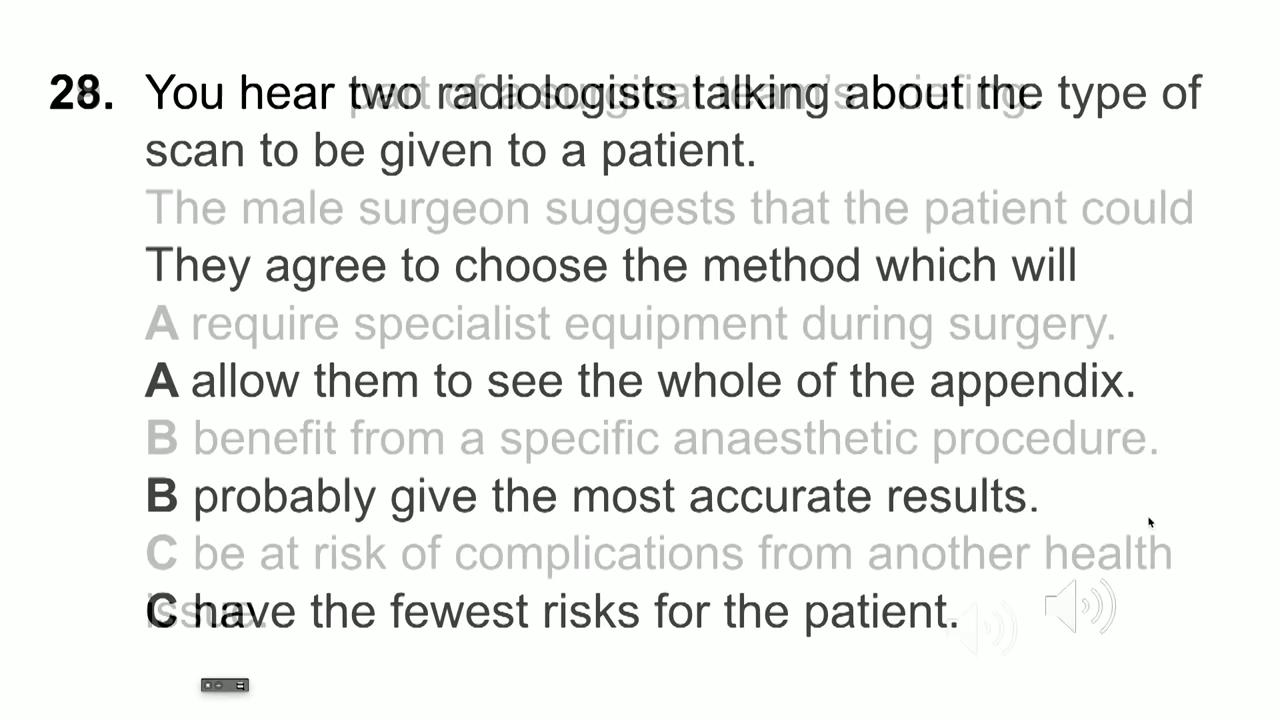 28. You hear two radiologists talking about the type of
scan to be given to a patient.
The male surgeon suggests that the patient could
They agree to choose the method which will
A require specialist equipment during surgery.
A allow them to see the whole of the appendix.
B benefit from a specific anaesthetic procedure.
B probably give the most accurate results.
C be at risk of complications from another health
issue.
C have the fewest risks for the patient.